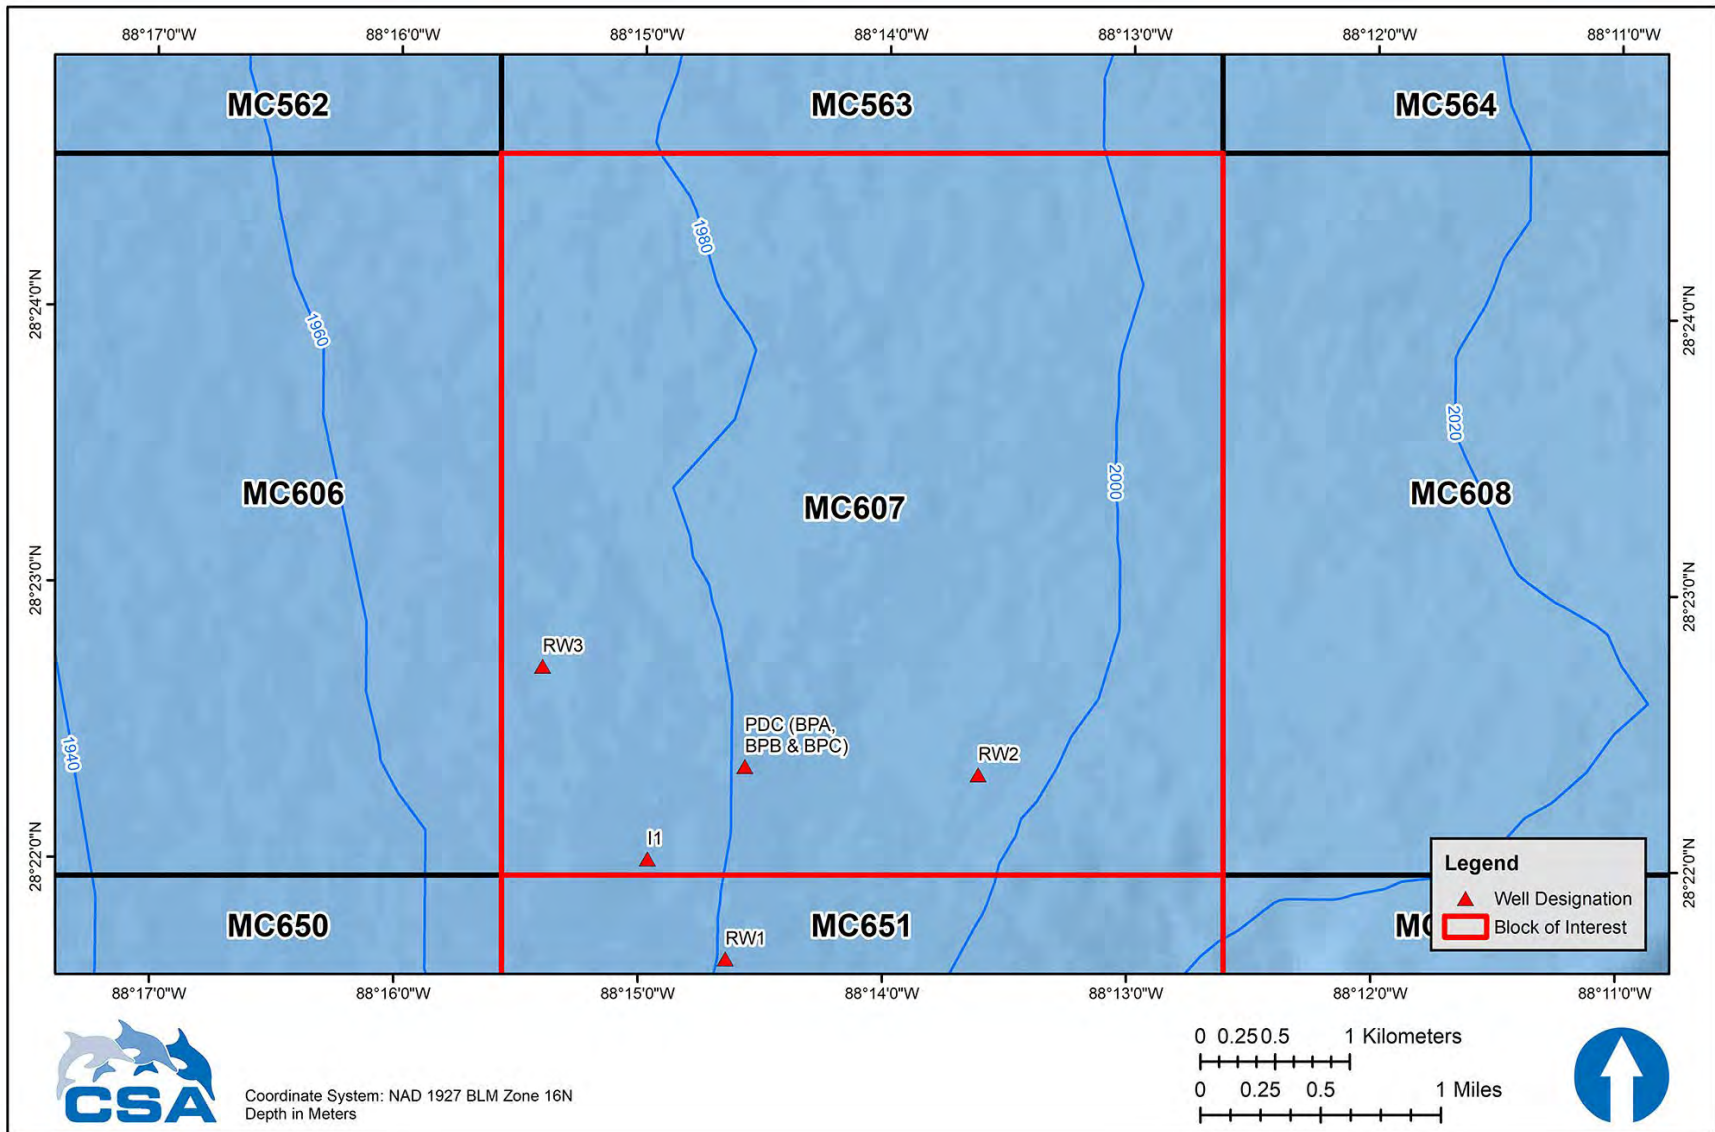 88°17'0"W 88°16'0"W 88°15'0"W 88°14'0"W 88°13'0"W 88°12'0"W 88°11'0"W
MC562 MC563 MC564
1980
28°24'0"N 28°24'0"N
1960
2020
2000
MC606 MC607 MC608
28°23'0"N 28°23'0"N
RW3
PDC (BPA,
BPB & BPC)
RW2
1940
I1
28°22'0"N 28°22'0"N
Legend
Well Designation
Block of Interest
MC650 MC651
RW1
88°17'0"W 88°16'0"W 88°15'0"W 88°14'0"W 88°13'0"W 88°12'0"W 88°11'0"W
0 0.25 0.5 1 Kilometers
0 0.25 0.5 1 Miles
CSA
Coordinate System: NAD 1927 BLM Zone 16N
Depth in Meters